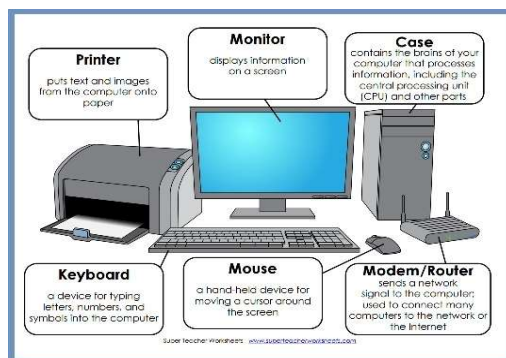 Printer
puts text and images
from the computer onto
paper
Monitor
displays information
on a screen
Case
contains the brains of your
computer that processes
information, including the
central processing unit
(CPU) and other parts
Keyboard
a device for typing
letters, numbers, and
symbols into the computer
Mouse
a hand-held device for
moving a cursor around
the screen
Modem/Router
sends a network
signal to the computer;
used to connect many
computers to the network or
the Internet
Super Teacher Worksheets www.superteacherworksheets.com